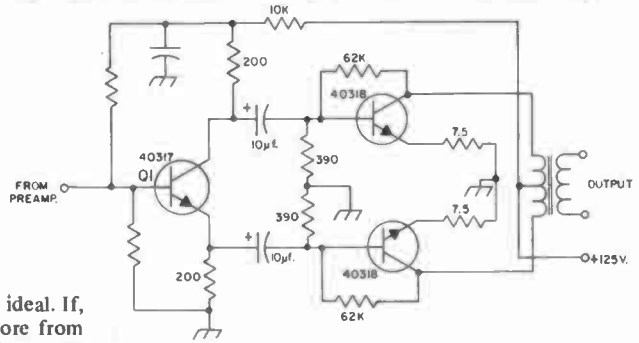 10K
200
62K
40318
+
10µf.
7.5
40317
FROM
PREAMP.
Q1
390
390
OUTPUT
7.5
+
10µf.
40318
+125V.
200
62K
ideal. If,
ore from